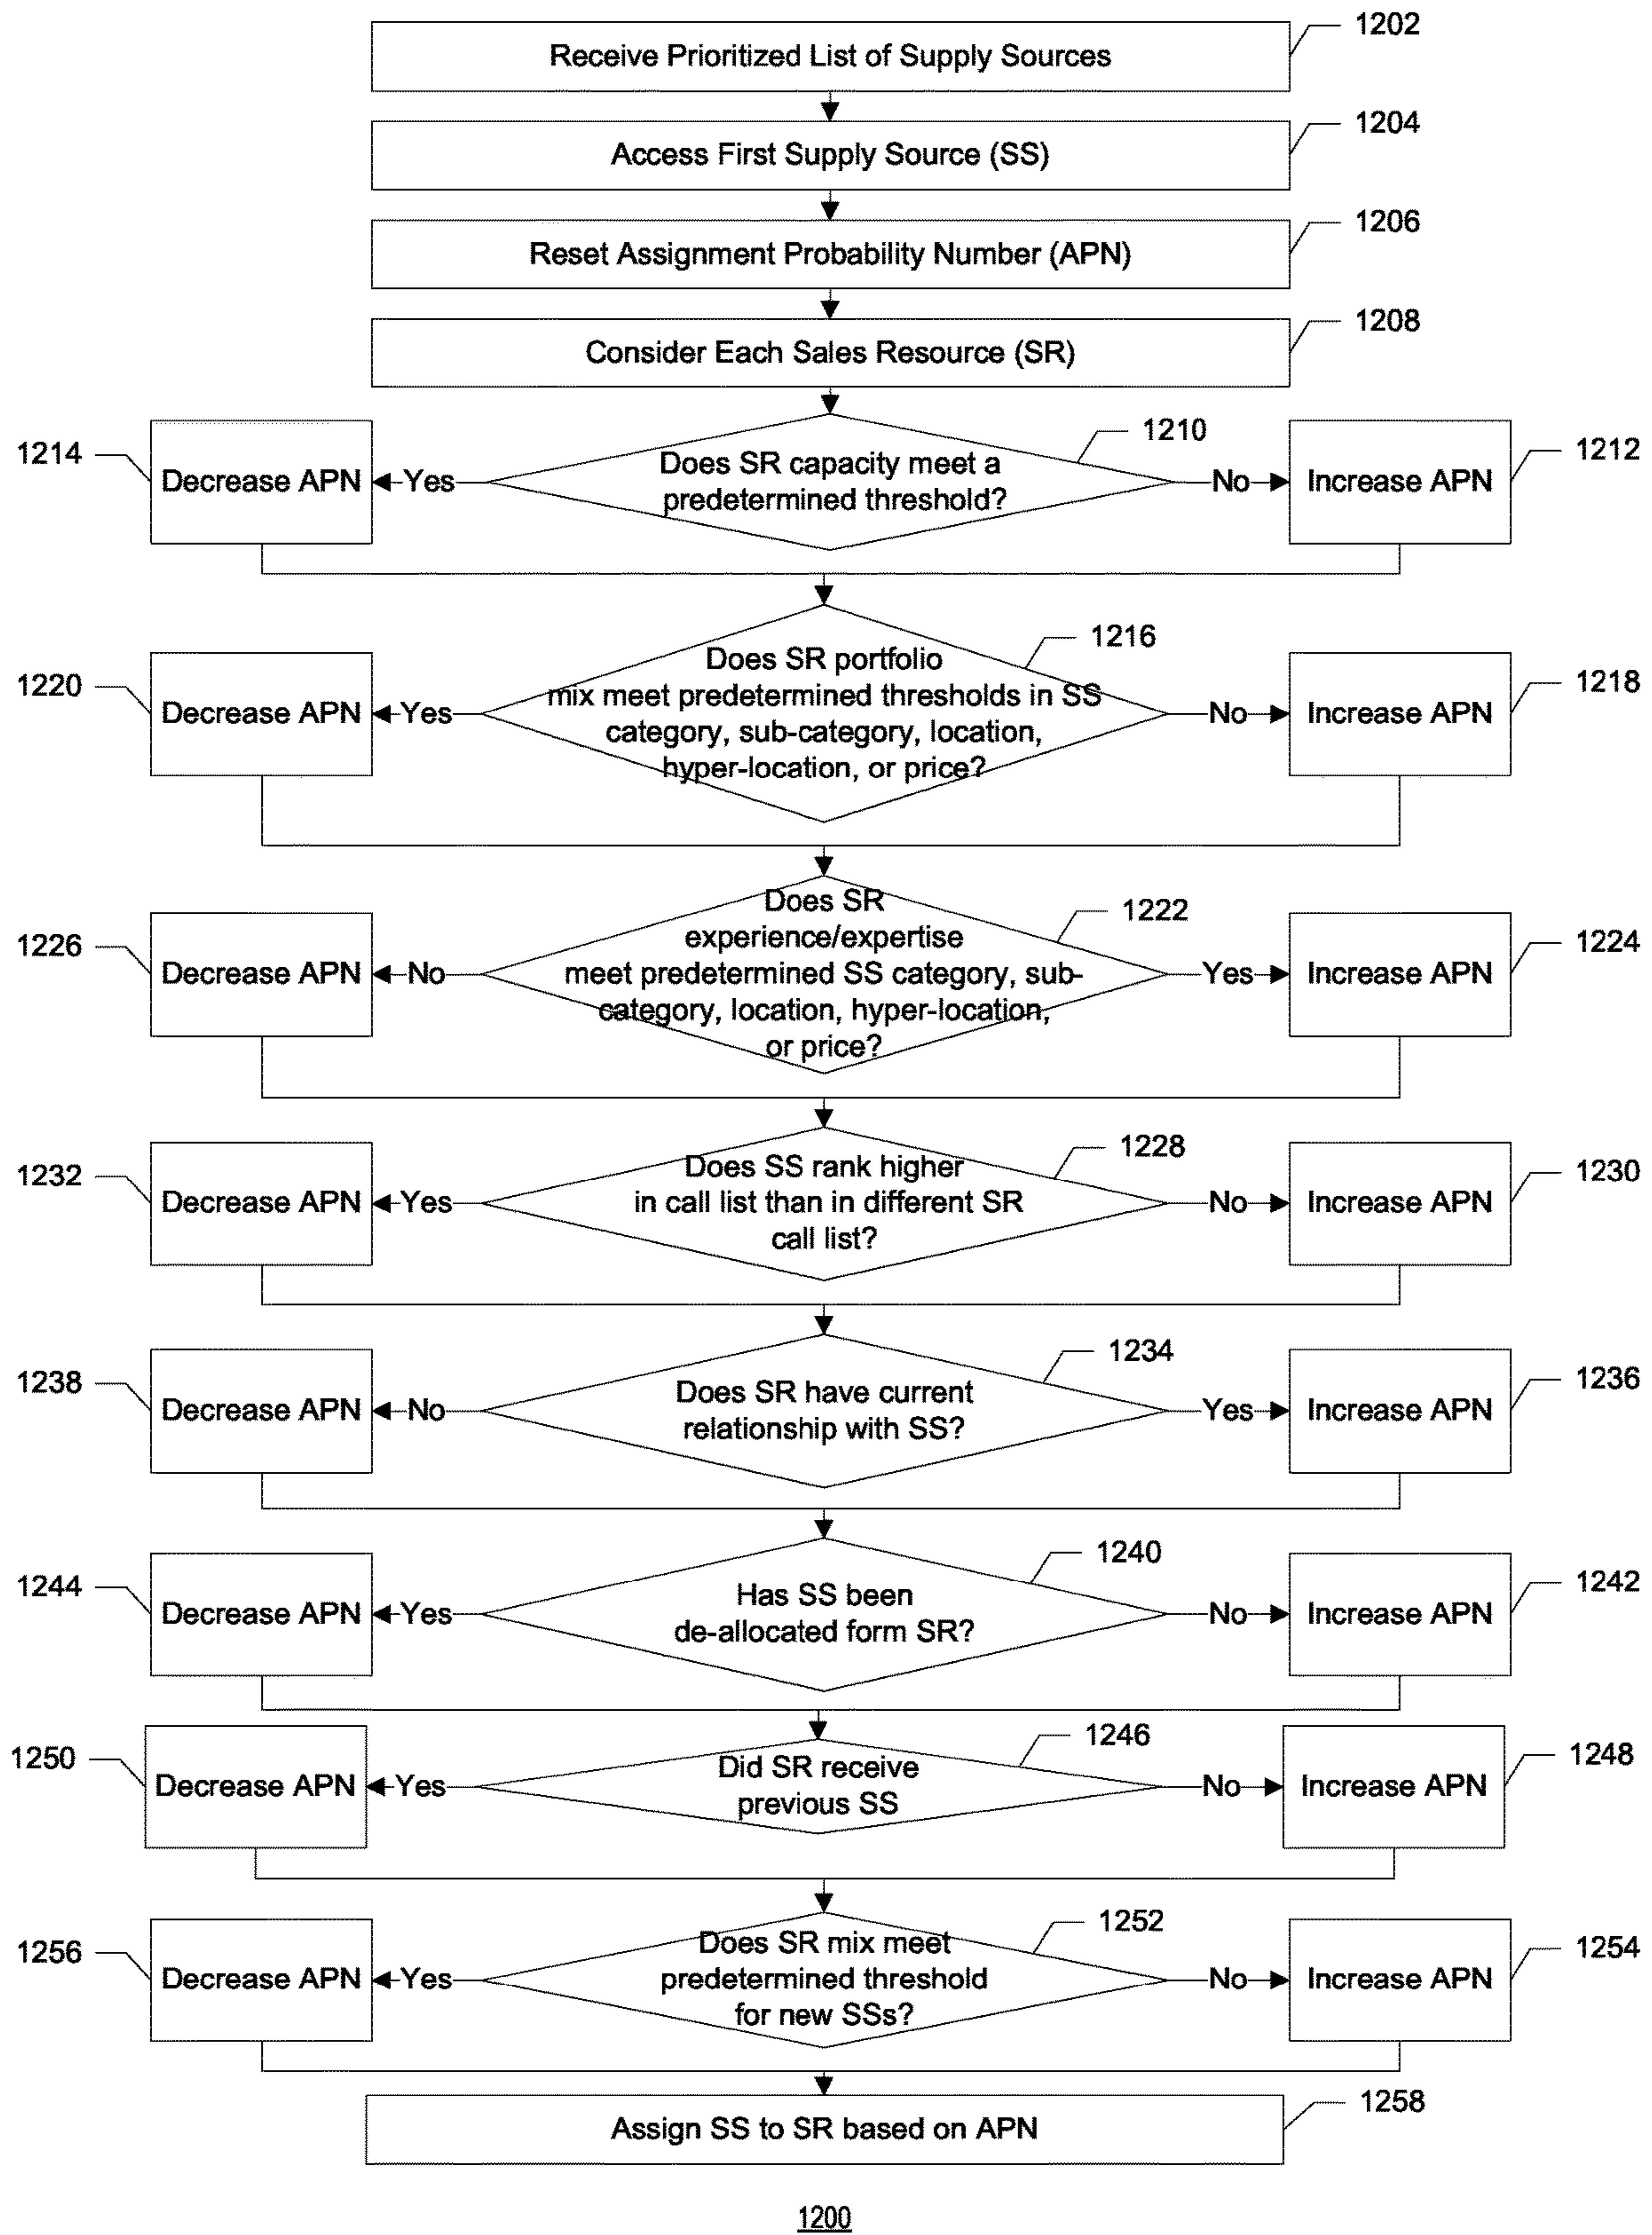 1202
Receive Prioritized List of Supply Sources
1204
Access First Supply Source (SS)
1206
Reset Assignment Probability Number (APN)
1208
Consider Each Sales Resource (SR)
1210
1214
1212
Decrease APN
Yes
Does SR capacity meet a
predetermined threshold?
No
Increase APN
1216
1220
1218
Decrease APN
Yes
Does SR portfolio
mix meet predetermined thresholds in SS
category, sub-category, location,
hyper-location, or price?
No
Increase APN
1222
1226
1224
Decrease APN
No
Does SR
experience/expertise
meet predetermined SS category, sub-
category, location, hyper-location,
or price?
Yes
Increase APN
1228
1232
1230
Decrease APN
Yes
Does SS rank higher
in call list than in different SR
call list?
No
Increase APN
1234
1238
1236
Decrease APN
No
Does SR have current
relationship with SS?
Yes
Increase APN
1240
1244
1242
Decrease APN
Yes
Has SS been
de-allocated form SR?
No
Increase APN
1246
1250
1248
Decrease APN
Yes
Did SR receive
previous SS
No
Increase APN
1252
1256
1254
Decrease APN
Yes
Does SR mix meet
predetermined threshold
for new SSs?
No
Increase APN
1258
Assign SS to SR based on APN
1200